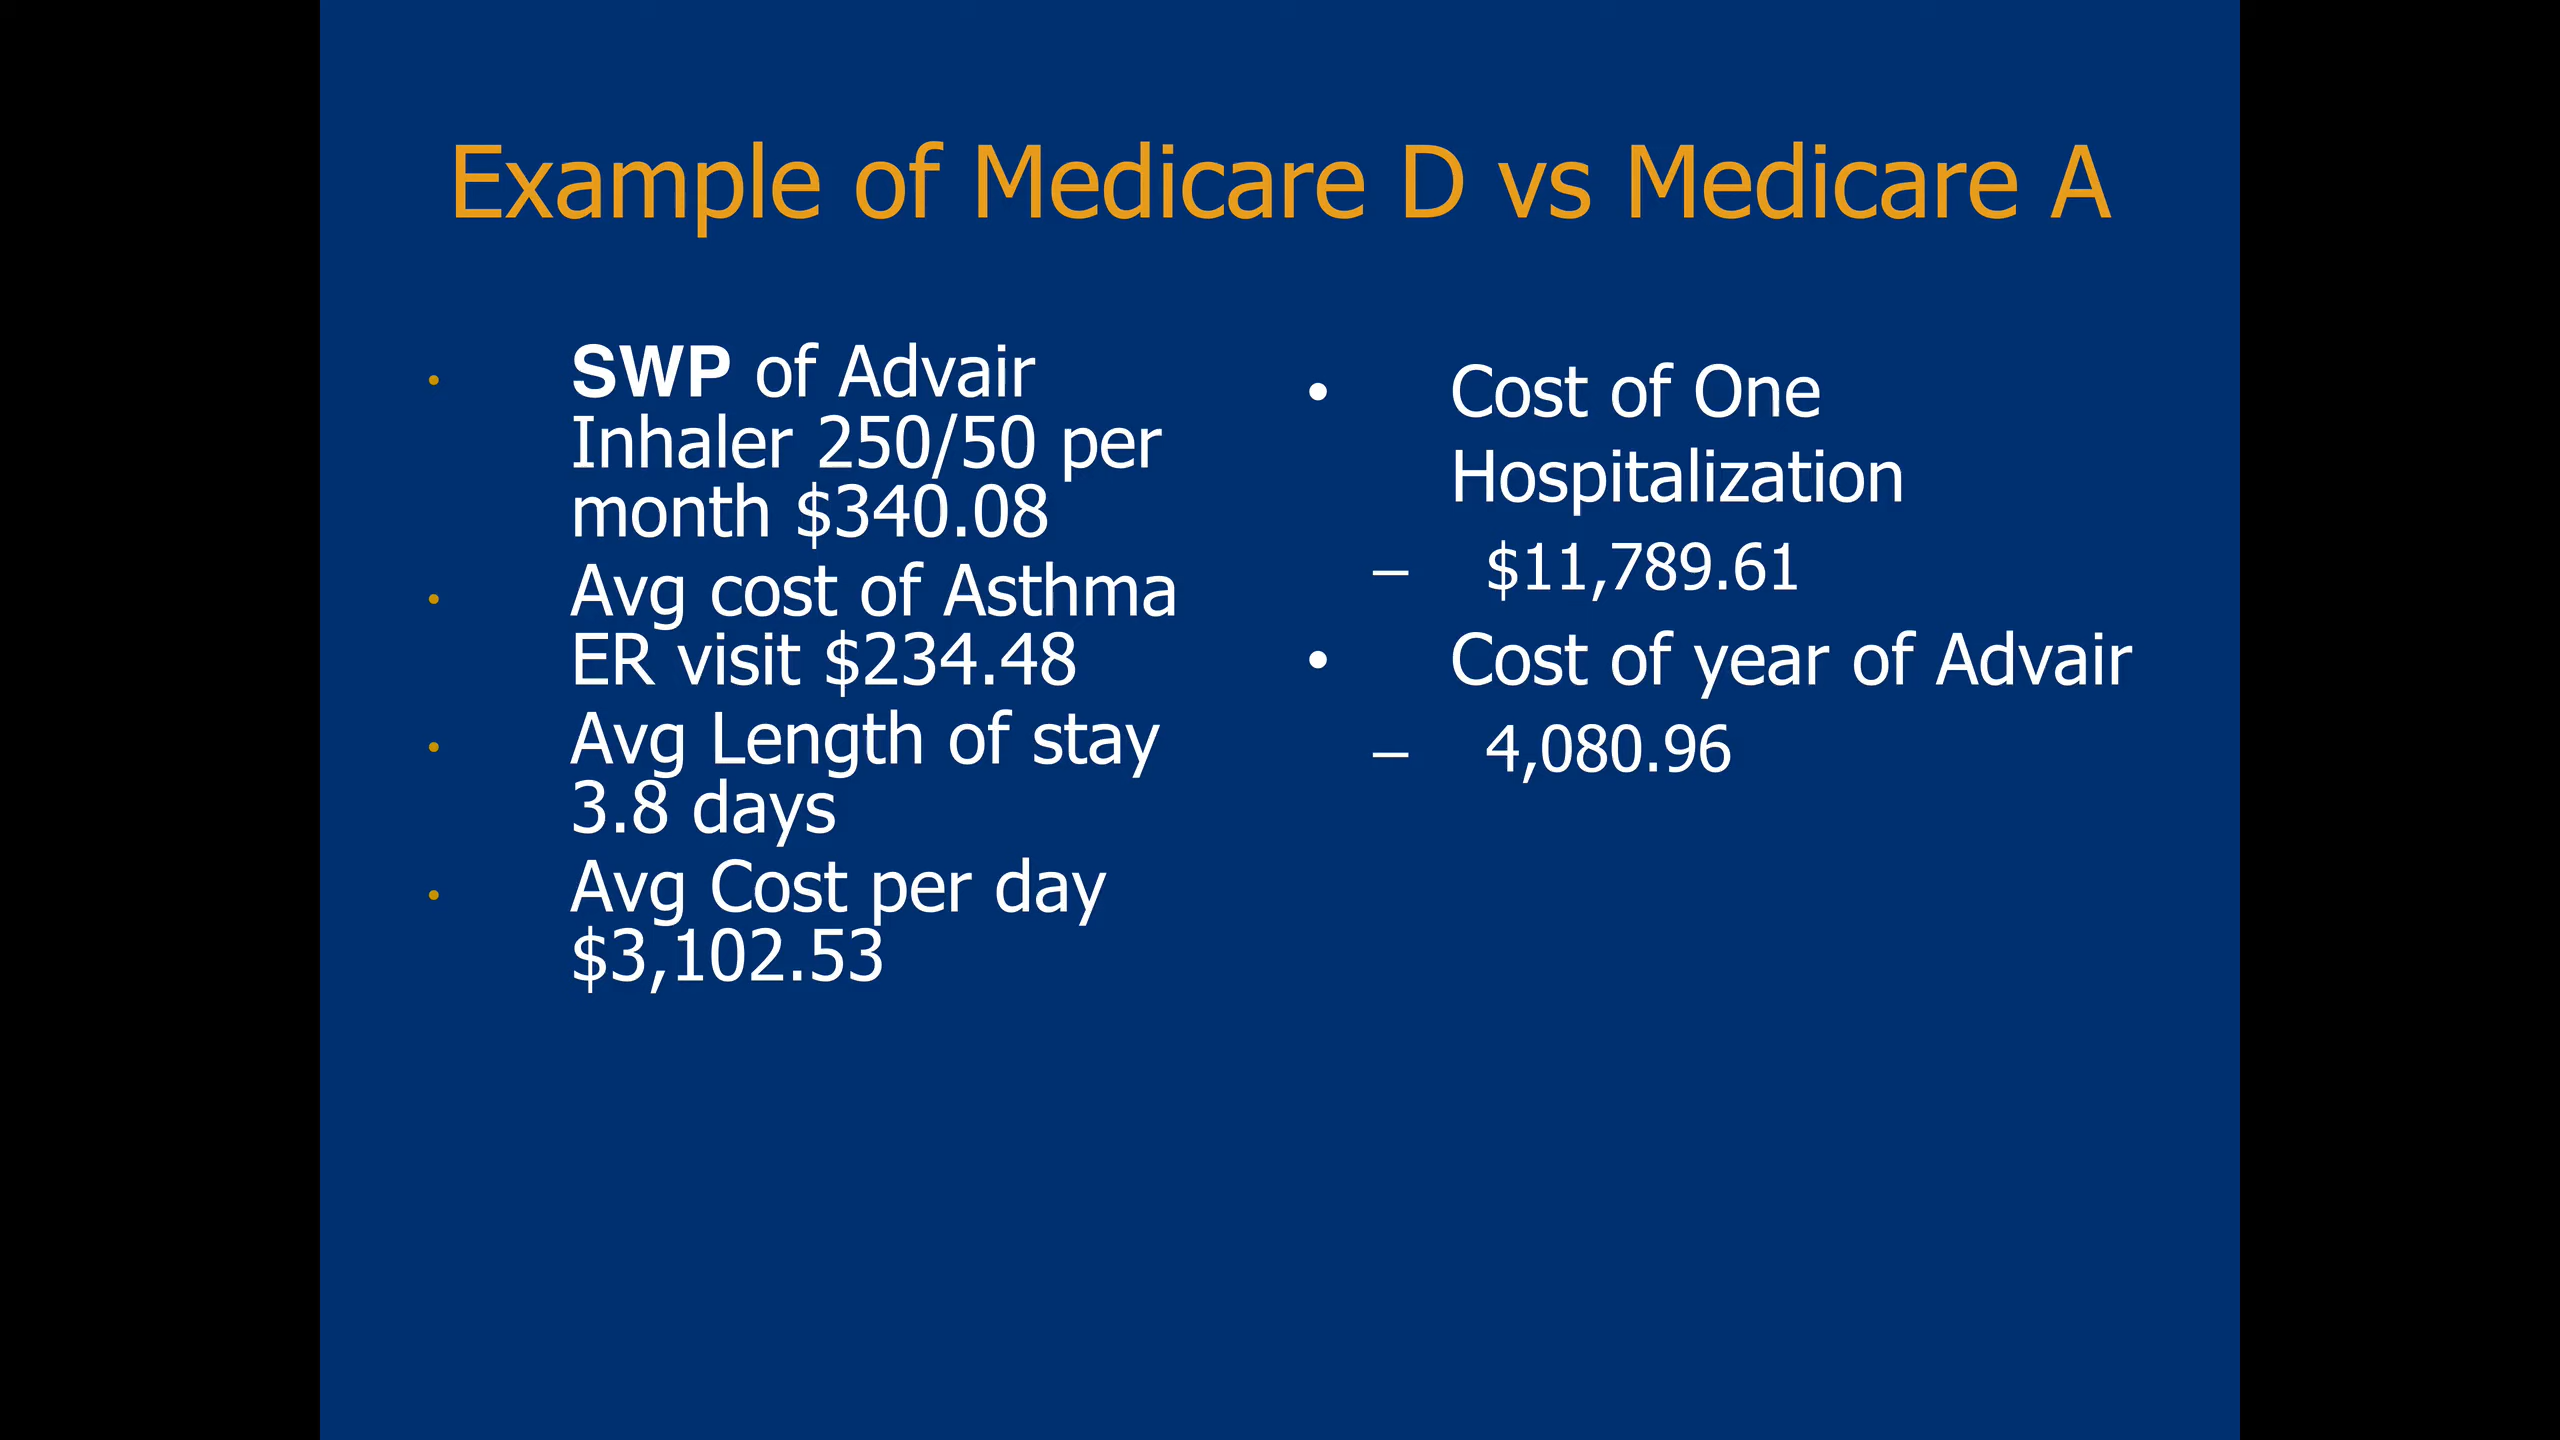 Example of Medicare D vs Medicare A
• SWP of Advair
Inhaler 250/50 per
month $340.08
• Avg cost of Asthma
ER visit $234.48
• Avg Length of stay
3.8 days
• Avg Cost per day
$3,102.53
• Cost of One
Hospitalization
– $11,789.61
• Cost of year of Advair
– 4,080.96